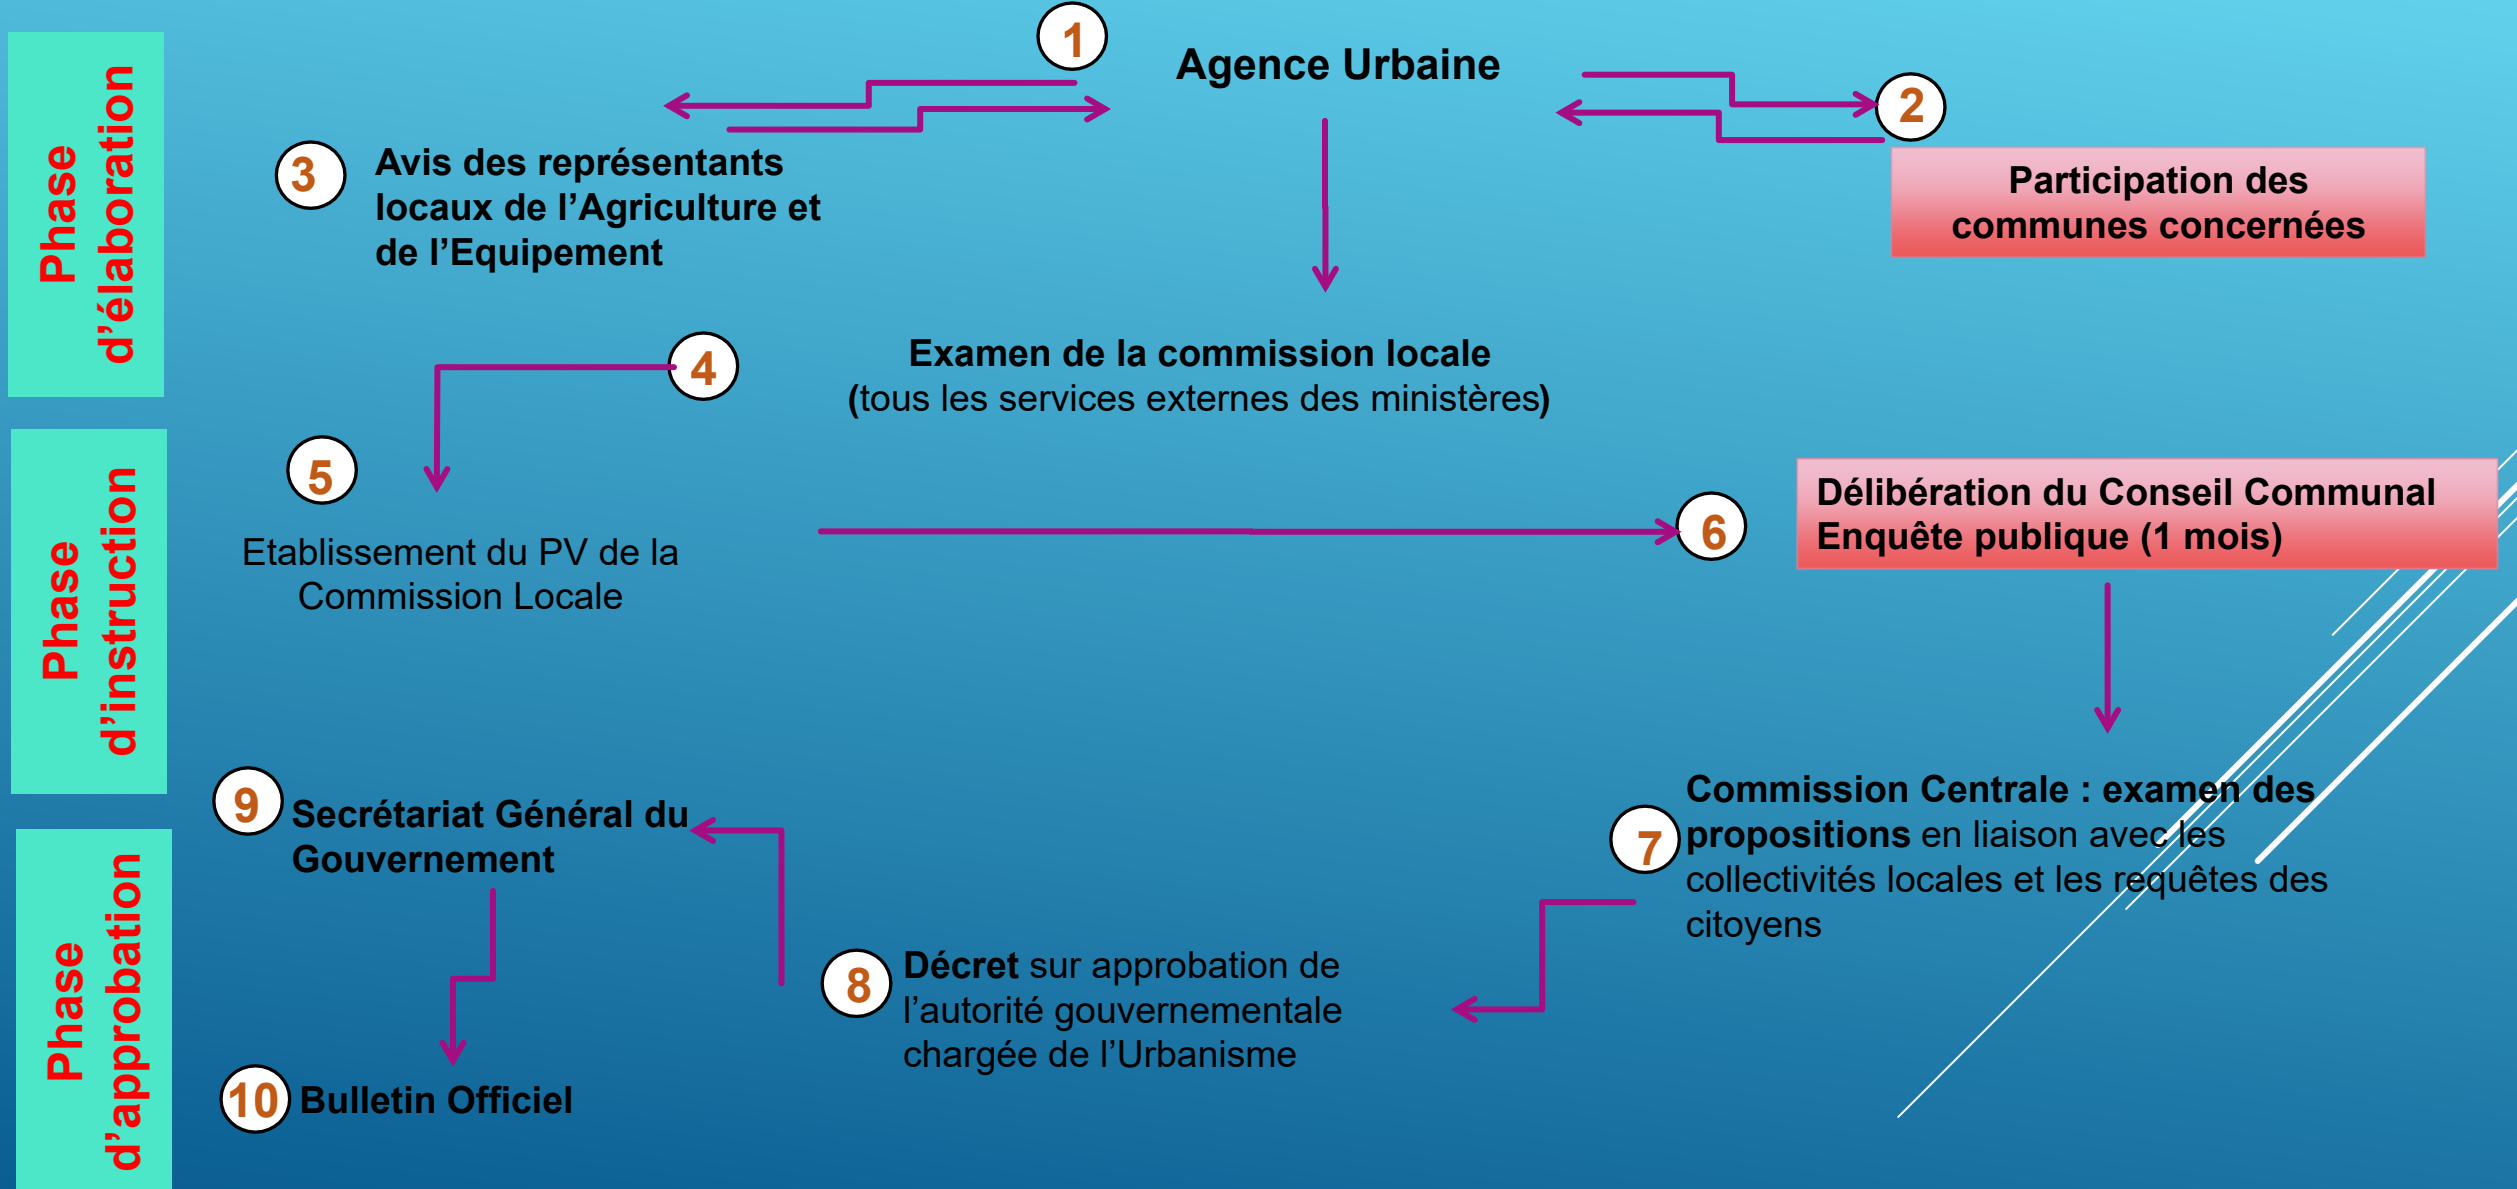 Phase
d’élaboration
1
Agence Urbaine
2
Participation des
communes concernées
3
Avis des représentants
locaux de l’Agriculture et
de l’Equipement
4
Examen de la commission locale
(tous les services externes des ministères)
Phase
d’instruction
5
Etablissement du PV de la
Commission Locale
6
Délibération du Conseil Communal
Enquête publique (1 mois)
7
Commission Centrale : examen des
propositions en liaison avec les
collectivités locales et les requêtes des
citoyens
Phase
d’approbation
8
Décret sur approbation de
l’autorité gouvernementale
chargée de l’Urbanisme
9
Secrétariat Général du
Gouvernement
10
Bulletin Officiel